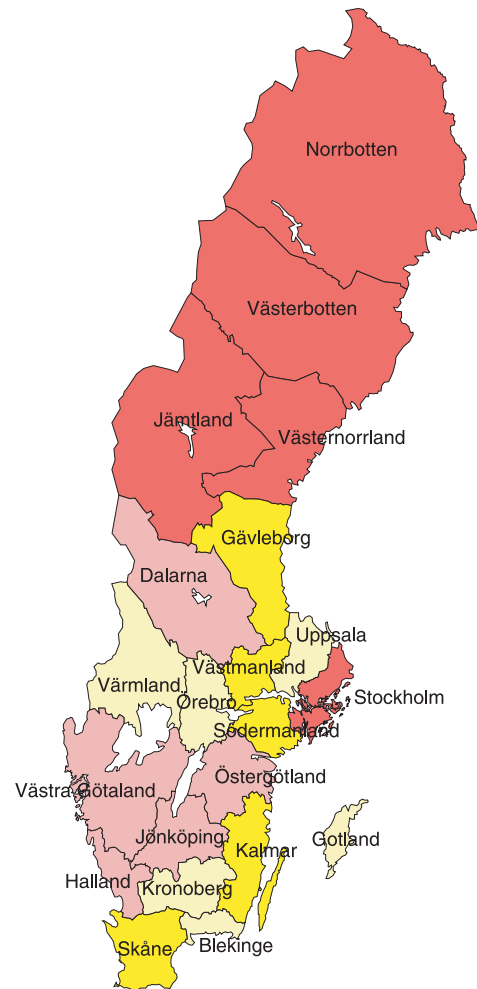 Norrbotten
Västerbotten
Jämtland
Västernorrland
Gävleborg
Dalarna
Uppsala
Västmanland
Värmland
Örebro
Stockholm
Södermanland
Östergötland
Västra Götaland
Jönköping
Gotland
Kalmar
Halland
Kronoberg
Blekinge
Skåne